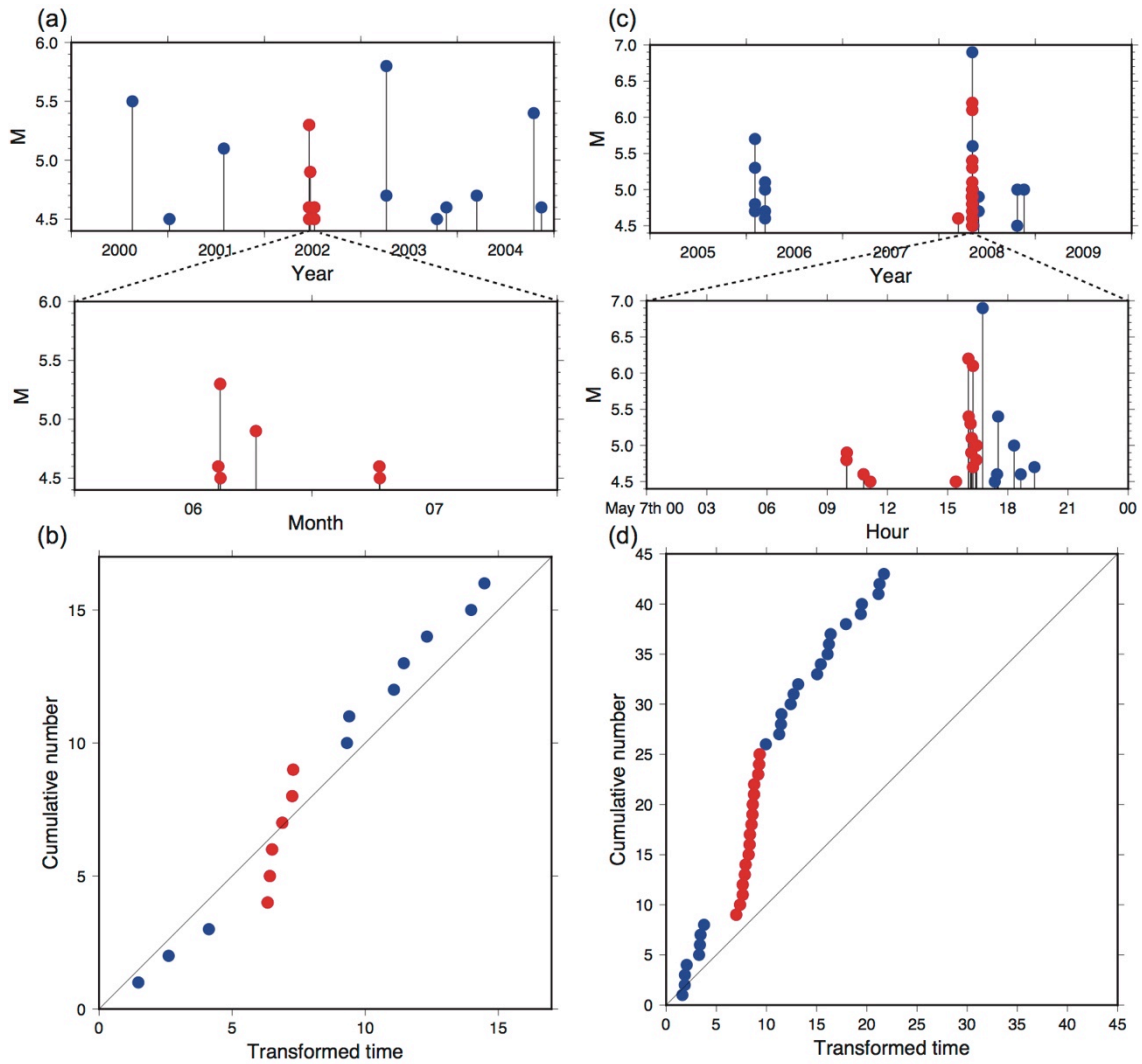 (a)
6.0
5.5
5.0
4.5
M
2000 2001 2002 2003 2004
Year
6.0
5.5
5.0
4.5
M
06 07
Month
(b)
15
10
5
0
Cumulative number
0 5 10 15
Transformed time
(c)
7.0
6.5
6.0
5.5
5.0
4.5
M
2005 2006 2007 2008 2009
Year
7.0
6.5
6.0
5.5
5.0
4.5
M
May 7th 00 03 06 09 12 15 18 21 00
Hour
(d)
45
40
35
30
25
20
15
10
5
0
Cumulative number
0 5 10 15 20 25 30 35 40 45
Transformed time